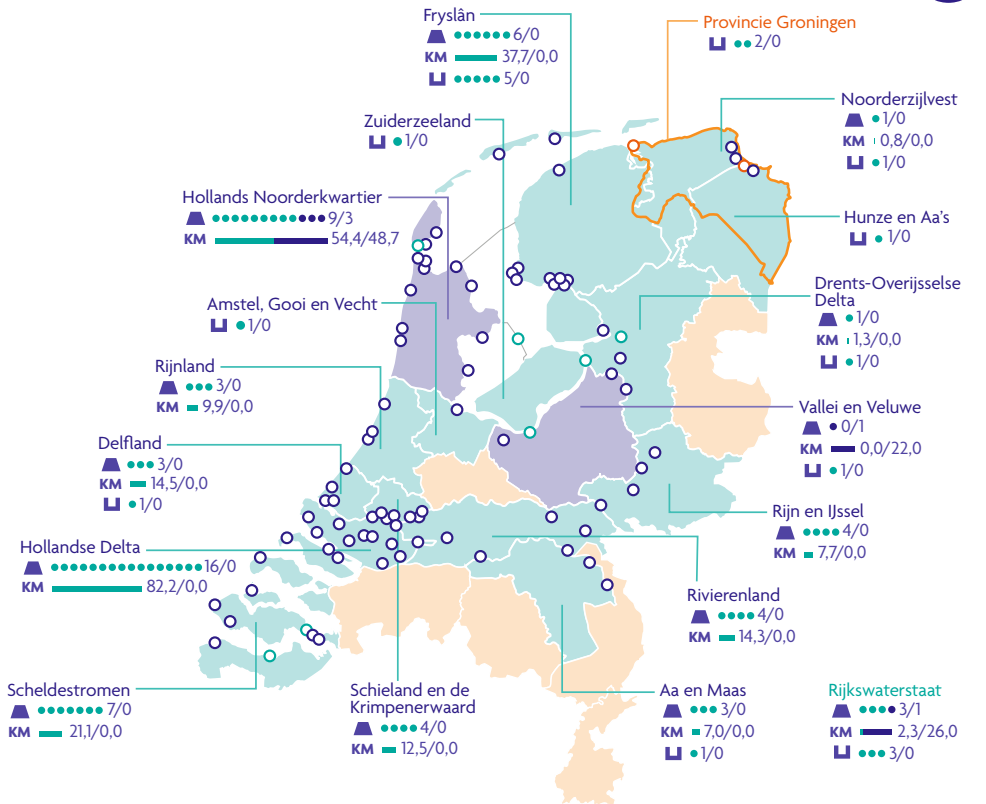 Fryslân
6/0
KM 37,7/0,0
5/0
Provincie Groningen
2/0
Noorderzijlvest
1/0
KM 0,8/0,0
1/0
Zuiderzeeland
1/0
Hollands Noorderkwartier
9/3
KM 54,4/48,7
Hunze en Aa's
1/0
Drents-Overijsselse
Delta
1/0
KM 1,3/0,0
1/0
Amstel, Gooi en Vecht
1/0
Rijnland
3/0
KM 9,9/0,0
Vallei en Veluwe
0/1
KM 0,0/22,0
1/0
Delfland
3/0
KM 14,5/0,0
1/0
Rijn en IJssel
4/0
KM 7,7/0,0
Hollandse Delta
16/0
KM 82,2/0,0
Rivierenland
4/0
KM 14,3/0,0
Scheldestromen
7/0
KM 21,1/0,0
Schieland en de
Krimpenerwaard
4/0
KM 12,5/0,0
Aa en Maas
3/0
KM 7,0/0,0
1/0
Rijkswaterstaat
3/1
KM 2,3/26,0
3/0